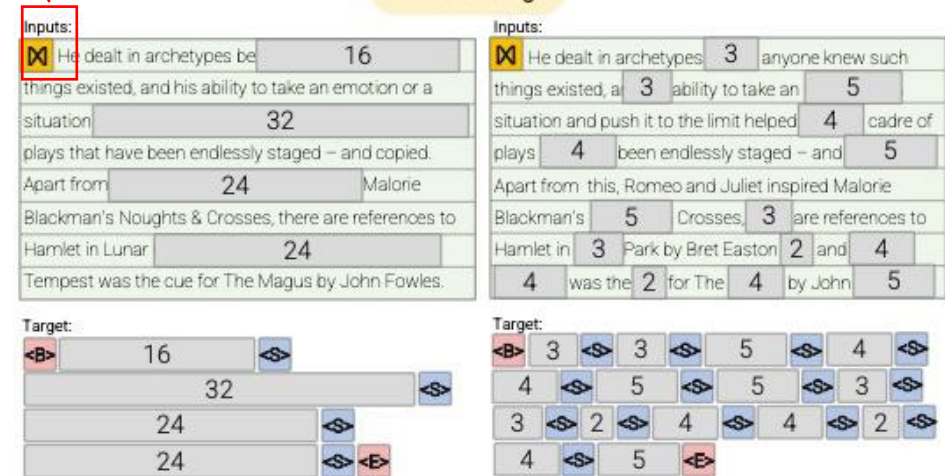 Inputs:
He dealt in archetypes be 16
things existed, and his ability to take an emotion or a
situation 32
plays that have been endlessly staged – and copied.
Apart from 24 Malorie
Blackman's Noughts & Crosses, there are references to
Hamlet in Lunar 24
Tempest was the cue for The Magus by John Fowles.
Target:
<B> 16 <S>
32 <S>
24 <S>
24 <S> <E>
Inputs:
He dealt in archetypes 3 anyone knew such
things existed, a 3 ability to take an 5
situation and push it to the limit helped 4 cadre of
plays 4 been endlessly staged – and 5
Apart from this, Romeo and Juliet inspired Malorie
Blackman's 5 Crosses, 3 are references to
Hamlet in 3 Park by Bret Easton 2 and 4
4 was the 2 for The 4 by John 5
Target:
<B> 3 <S> 3 <S> 5 <S> 4 <S>
4 <S> 5 <S> 5 <S> 3 <S>
3 <S> 2 <S> 4 <S> 4 <S> 2 <S>
4 <S> 5 <E>